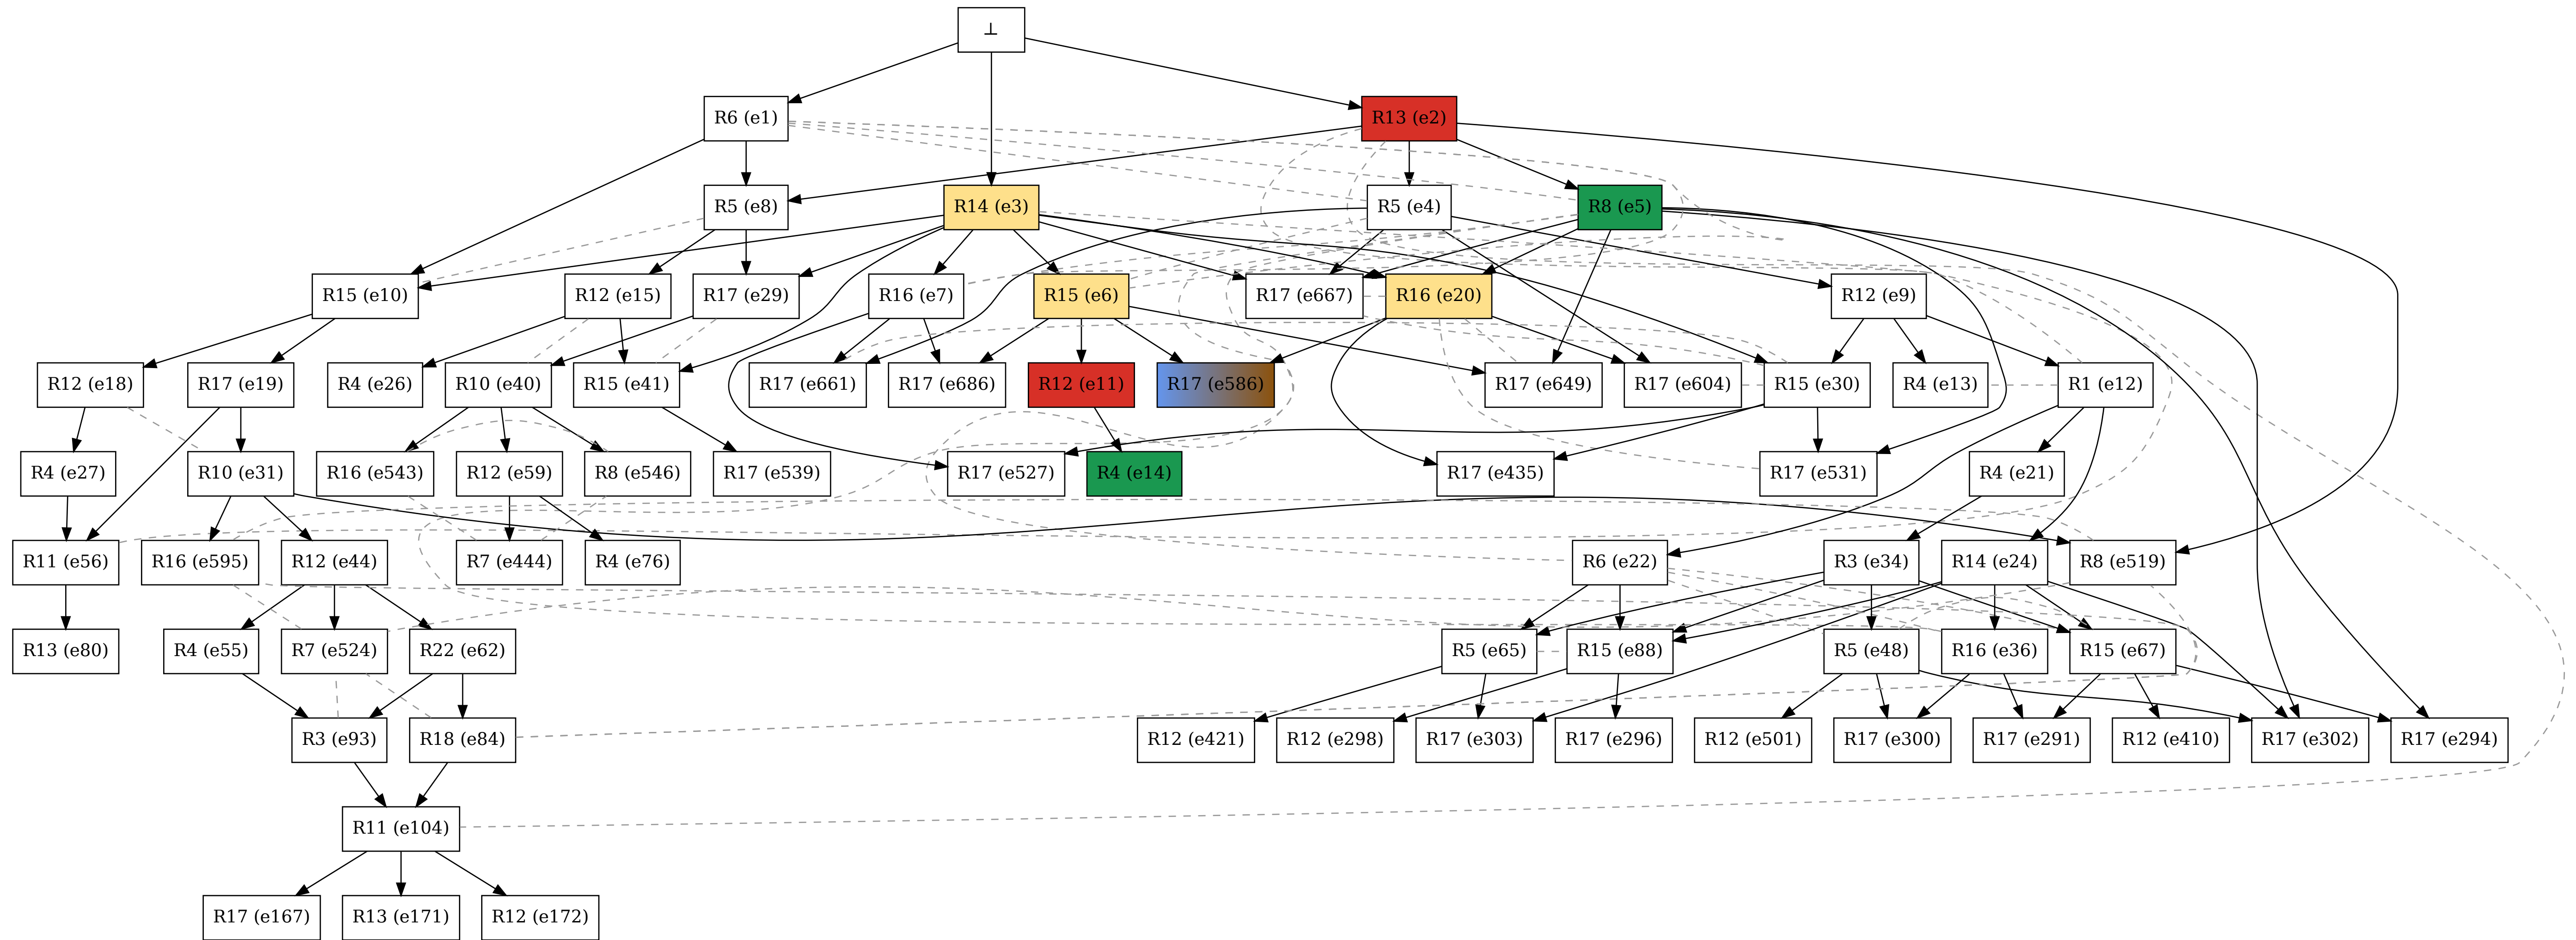 ⊥
R6 (e1)
R13 (e2)
R5 (e8)
R14 (e3)
R5 (e4)
R8 (e5)
R15 (e10)
R12 (e15)
R17 (e29)
R16 (e7)
R15 (e6)
R17 (e667)
R16 (e20)
R12 (e9)
R12 (e18)
R17 (e19)
R4 (e26)
R10 (e40)
R15 (e41)
R17 (e661)
R17 (e686)
R12 (e11)
R17 (e586)
R17 (e649)
R17 (e604)
R15 (e30)
R4 (e13)
R1 (e12)
R4 (e27)
R10 (e31)
R16 (e543)
R12 (e59)
R8 (e546)
R17 (e539)
R17 (e527)
R4 (e14)
R17 (e435)
R17 (e531)
R4 (e21)
R11 (e56)
R16 (e595)
R12 (e44)
R7 (e444)
R4 (e76)
R6 (e22)
R3 (e34)
R14 (e24)
R8 (e519)
R13 (e80)
R4 (e55)
R7 (e524)
R22 (e62)
R5 (e65)
R15 (e88)
R5 (e48)
R16 (e36)
R15 (e67)
R3 (e93)
R18 (e84)
R12 (e421)
R12 (e298)
R17 (e303)
R17 (e296)
R12 (e501)
R17 (e300)
R17 (e291)
R12 (e410)
R17 (e302)
R17 (e294)
R11 (e104)
R17 (e167)
R13 (e171)
R12 (e172)